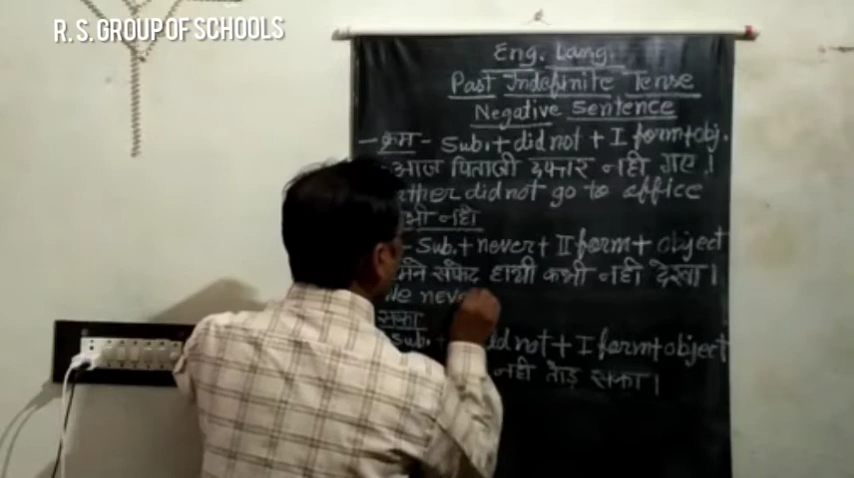 R. S. GROUP OF SCHOOLS
Eng. Lang.
Past Indefinite Tense
Negative Sentence
- क्रम - Sub. + did not + I form + obj.
आज पिताजी दफ्तर नही गए ।
did not go to office
नही
- Sub. + never + II form + object
सफेद हाथी कभी नही देखा ।
सका
Sub. + did not + I form + object
नही तोड़ सका ।